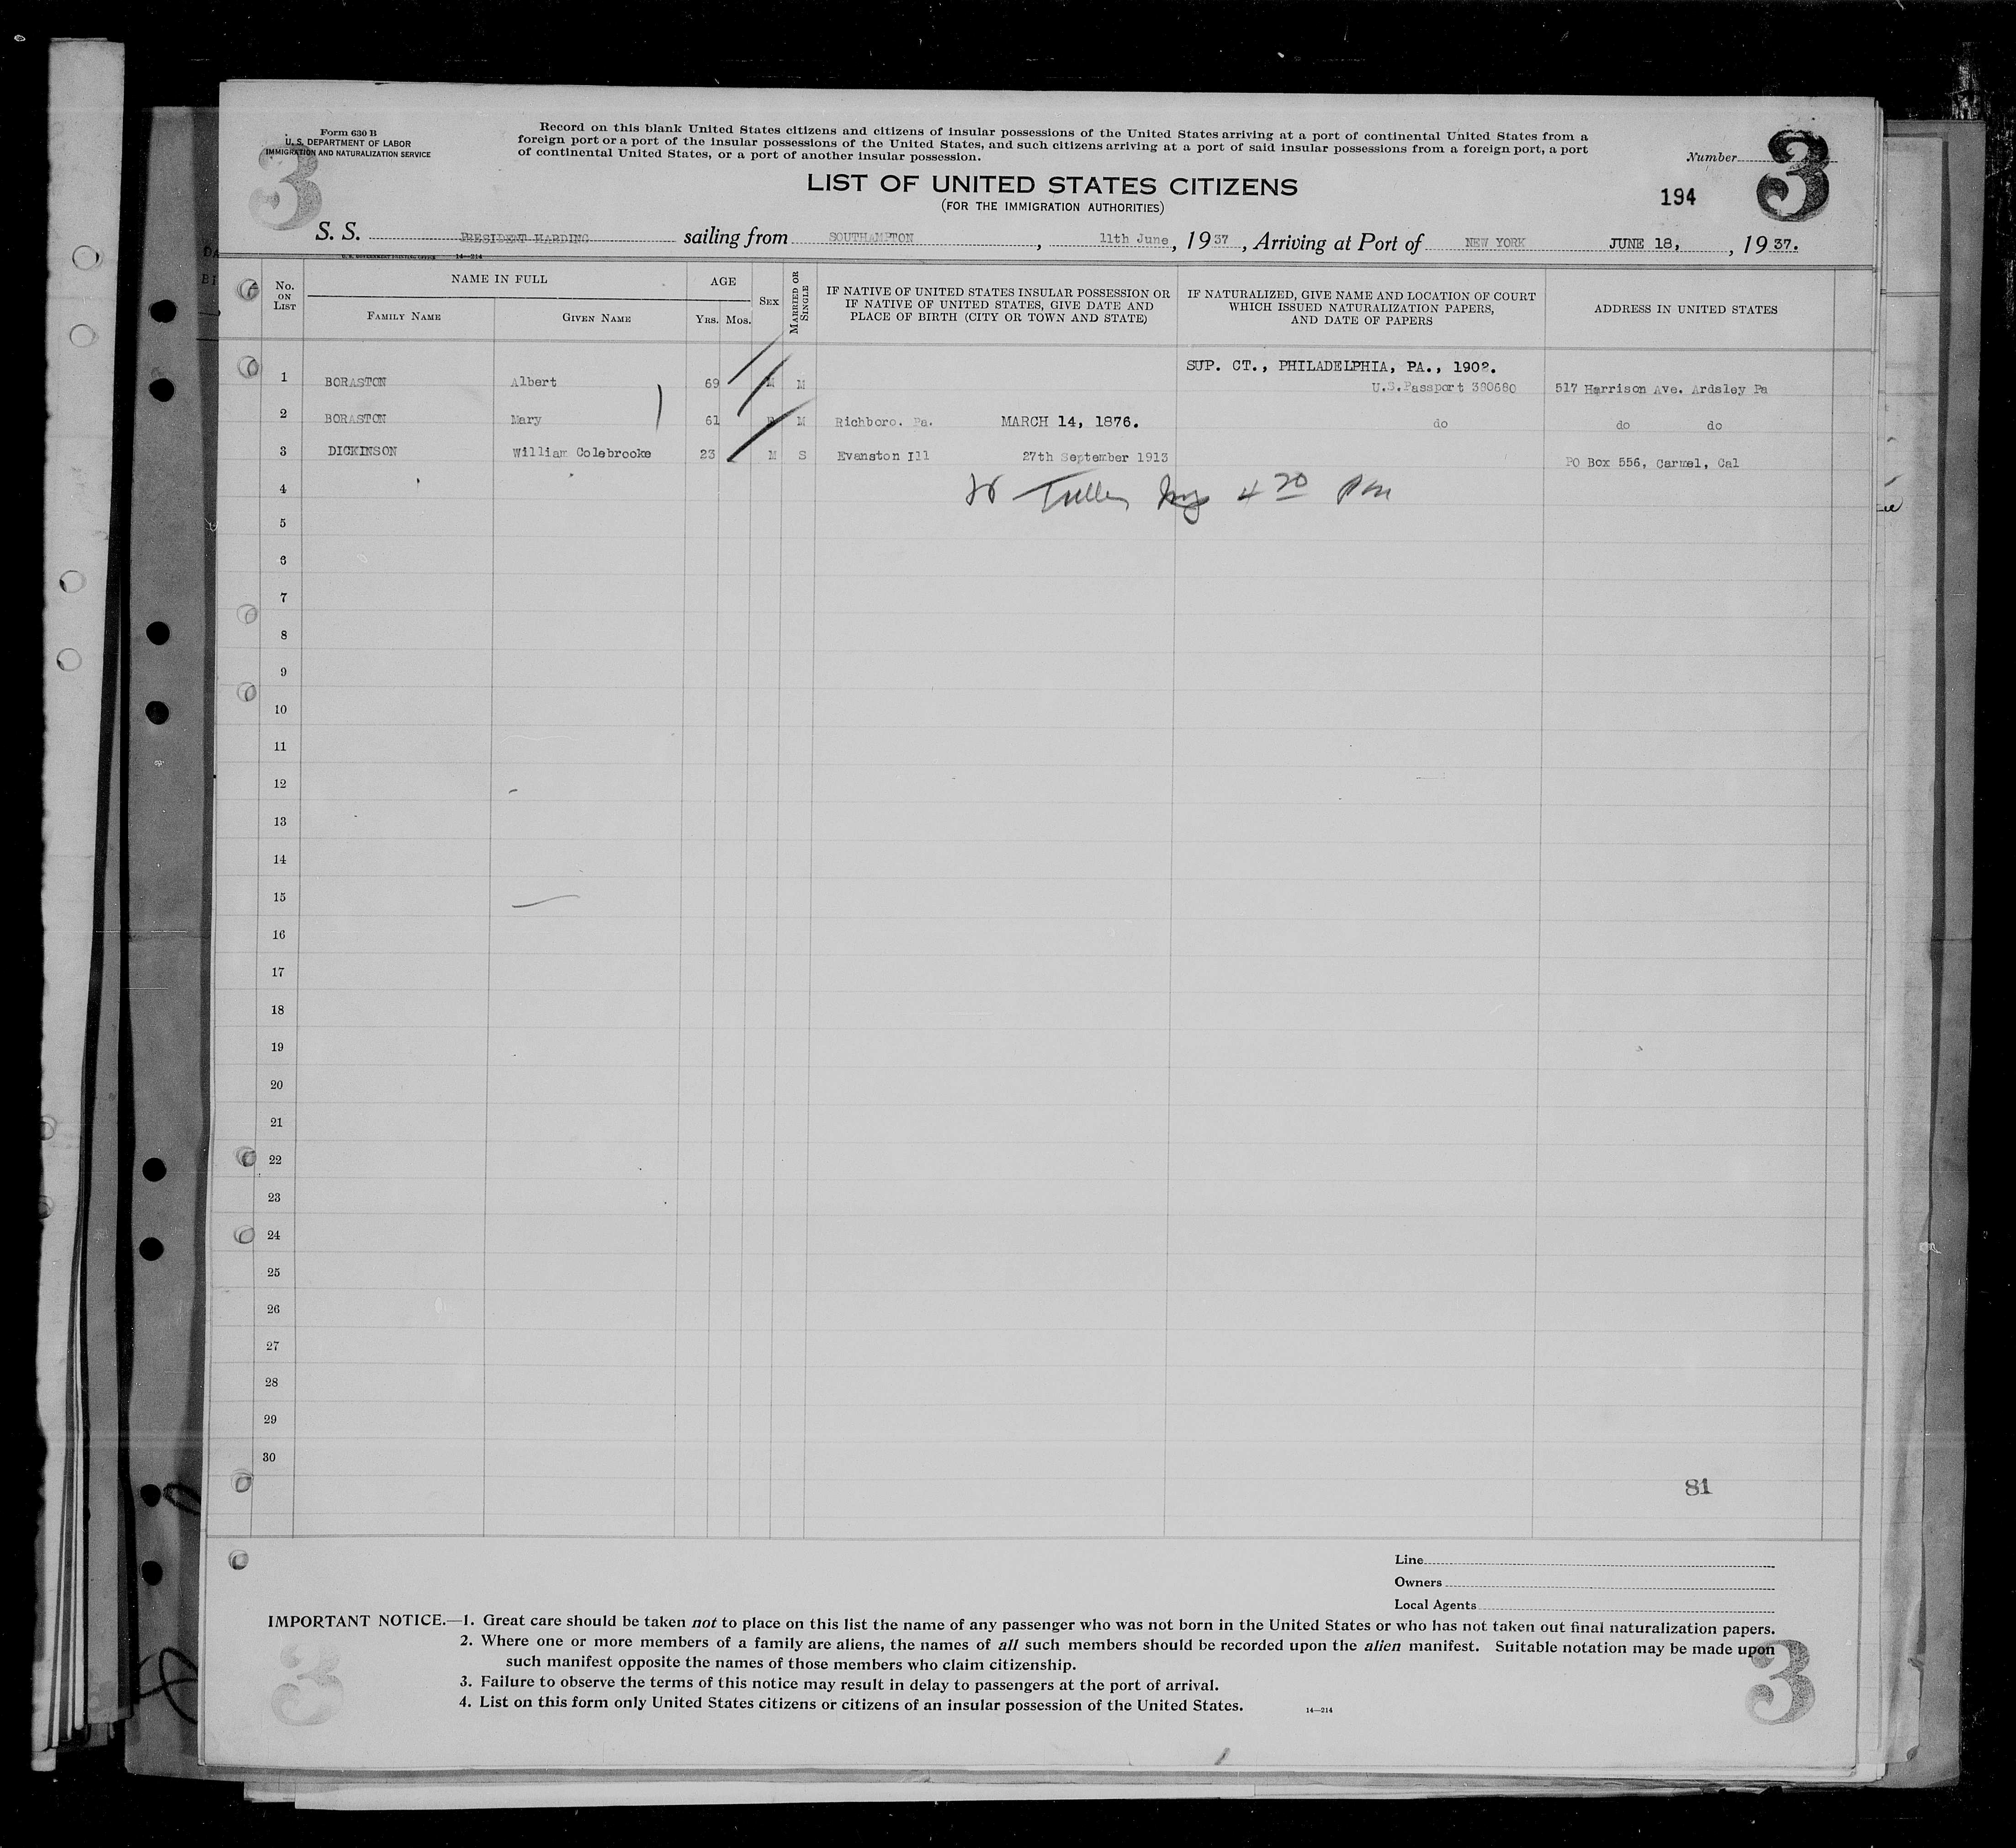 Form 630 B
U. S. DEPARTMENT OF LABOR
IMMIGRATION AND NATURALIZATION SERVICE
3
Record on this blank United States citizens and citizens of insular possessions of the United States arriving at a port of continental United States from a
foreign port or a port of the insular possessions of the United States, and such citizens arriving at a port of said insular possessions from a foreign port, a port
of continental United States, or a port of another insular possession.
Number 3
LIST OF UNITED STATES CITIZENS
(FOR THE IMMIGRATION AUTHORITIES)
194
S. S. PRESIDENT HARDING sailing from SOUTHAMPTON, 11th June, 1937, Arriving at Port of NEW YORK JUNE 18, , 1937.
U. S. GOVERNMENT PRINTING OFFICE 14—214
No. ON LIST
NAME IN FULL
FAMILY NAME GIVEN NAME
AGE
YRS. MOS.
SEX
MARRIED OR SINGLE
IF NATIVE OF UNITED STATES INSULAR POSSESSION OR
IF NATIVE OF UNITED STATES, GIVE DATE AND
PLACE OF BIRTH (CITY OR TOWN AND STATE)
IF NATURALIZED, GIVE NAME AND LOCATION OF COURT
WHICH ISSUED NATURALIZATION PAPERS,
AND DATE OF PAPERS
ADDRESS IN UNITED STATES
SUP. CT., PHILADELPHIA, PA., 1902.
1 BORASTON Albert 69 M M U.S.Passport 380680 517 Harrison Ave. Ardsley Pa
2 BORASTON Mary 61 M Richboro. Pa. MARCH 14, 1876. do do do
3 DICKINSON William Colebrooke 23 M S Evanston Ill 27th September 1913 PO Box 556, Carmel, Cal
4 4 20 pm
5
6
7
8
9
10
11
12
13
14
15
16
17
18
19
20
21
22
23
24
25
26
27
28
29
30
81
Line
Owners
Local Agents
IMPORTANT NOTICE.—1. Great care should be taken not to place on this list the name of any passenger who was not born in the United States or who has not taken out final naturalization papers.
2. Where one or more members of a family are aliens, the names of all such members should be recorded upon the alien manifest. Suitable notation may be made upon
such manifest opposite the names of those members who claim citizenship.
3. Failure to observe the terms of this notice may result in delay to passengers at the port of arrival.
4. List on this form only United States citizens or citizens of an insular possession of the United States. 14—214
3
3